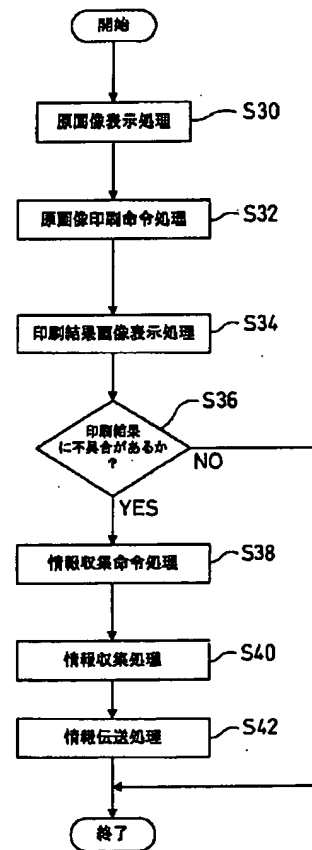 開始
原画像表示処理
S30
原画像印刷命令処理
S32
印刷結果画像表示処理
S34
印刷結果
に不具合があるか
?
S36
NO
YES
情報収集命令処理
S38
情報収集処理
S40
情報伝送処理
S42
終了